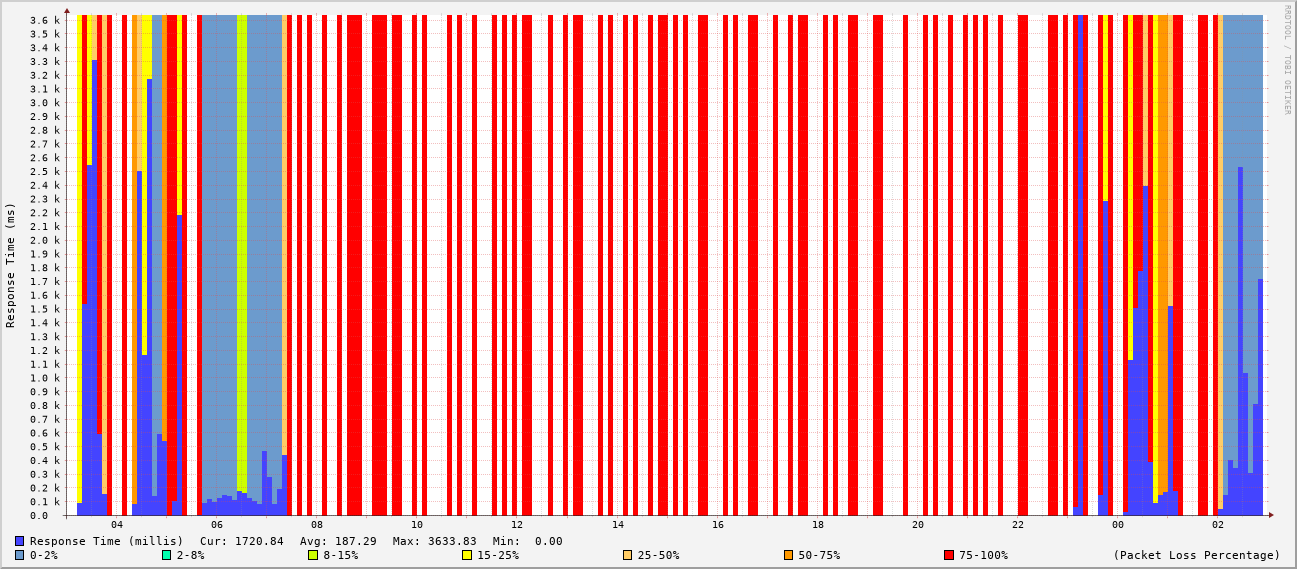 RRDTOOL / TOBI OETIKER
Response Time (ms)
3.6 k
3.5 k
3.4 k
3.3 k
3.2 k
3.1 k
3.0 k
2.9 k
2.8 k
2.7 k
2.6 k
2.5 k
2.4 k
2.3 k
2.2 k
2.1 k
2.0 k
1.9 k
1.8 k
1.7 k
1.6 k
1.5 k
1.4 k
1.3 k
1.2 k
1.1 k
1.0 k
0.9 k
0.8 k
0.7 k
0.6 k
0.5 k
0.4 k
0.3 k
0.2 k
0.1 k
0.0
04 06 08 10 12 14 16 18 20 22 00 02
Response Time (millis) Cur: 1720.84 Avg: 187.29 Max: 3633.83 Min: 0.00
0-2% 2-8% 8-15% 15-25% 25-50% 50-75% 75-100% (Packet Loss Percentage)